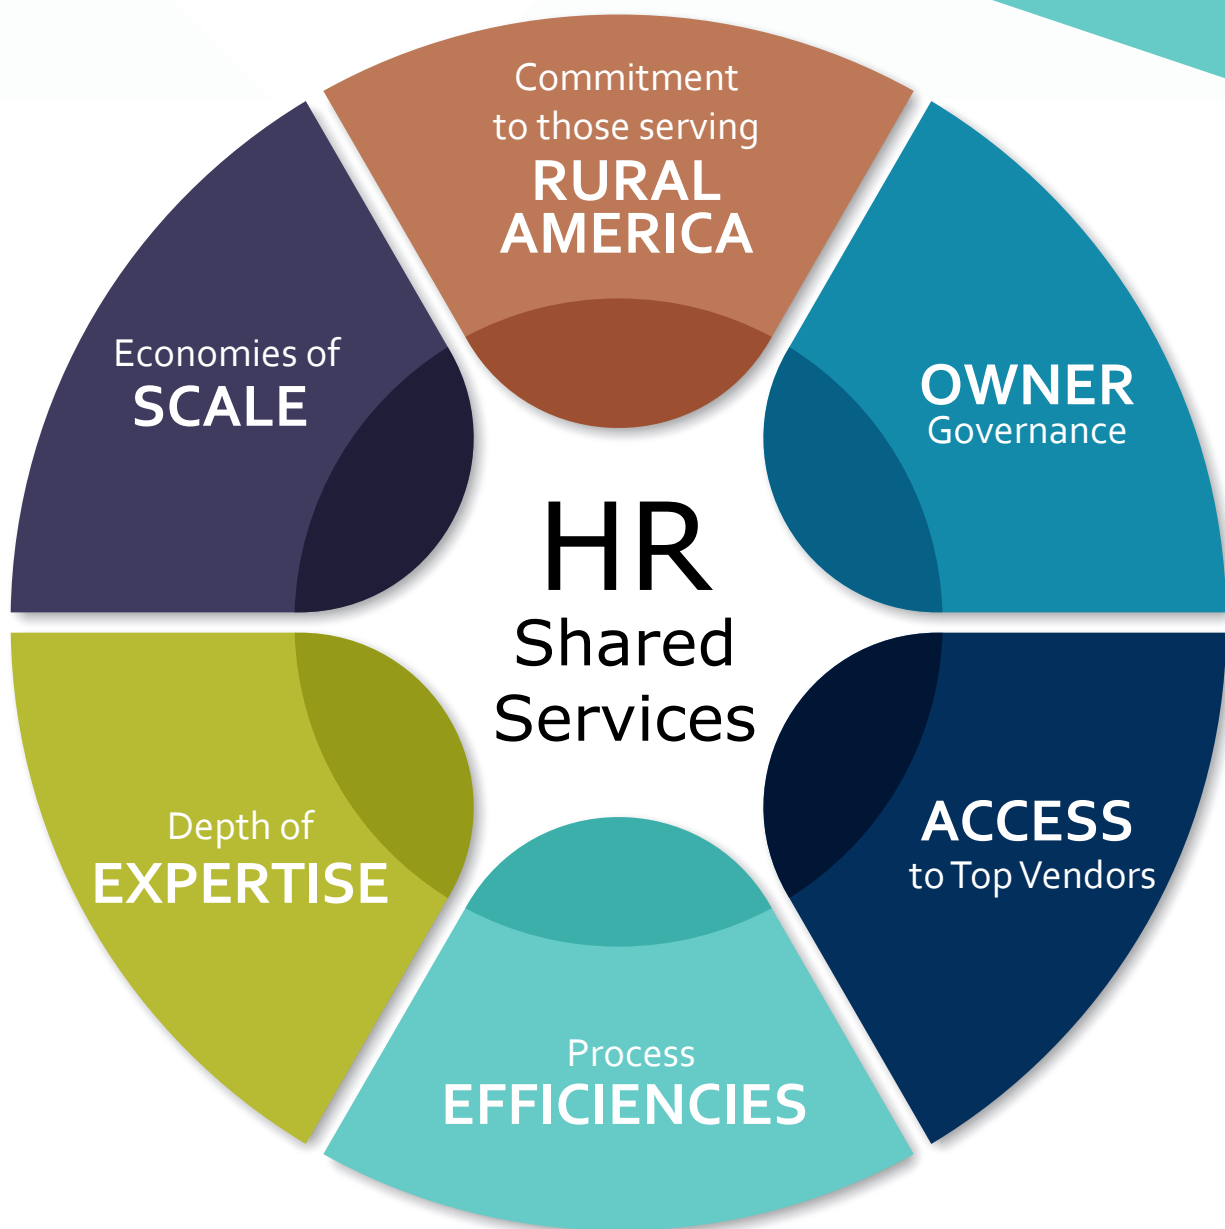 Commitment
to those serving
RURAL
AMERICA
OWNER
Governance
ACCESS
to Top Vendors
Process
EFFICIENCIES
Depth of
EXPERTISE
Economies of
SCALE
HR
Shared
Services